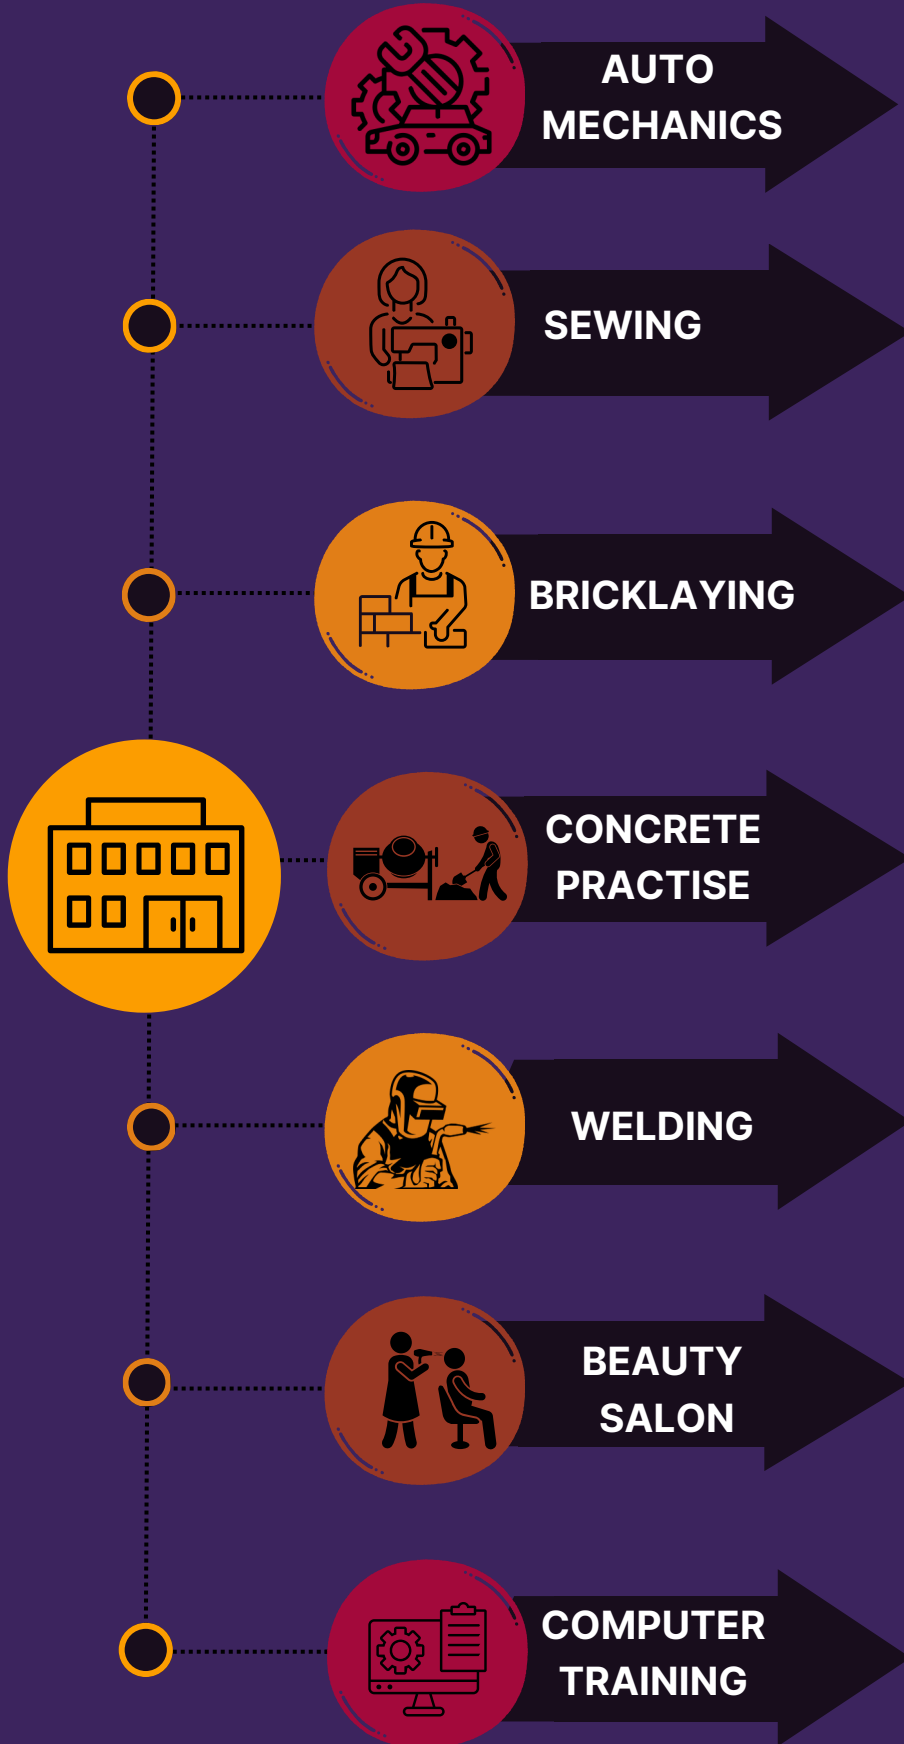 AUTO
MECHANICS
SEWING
BRICKLAYING
CONCRETE
PRACTISE
WELDING
BEAUTY
SALON
COMPUTER
TRAINING